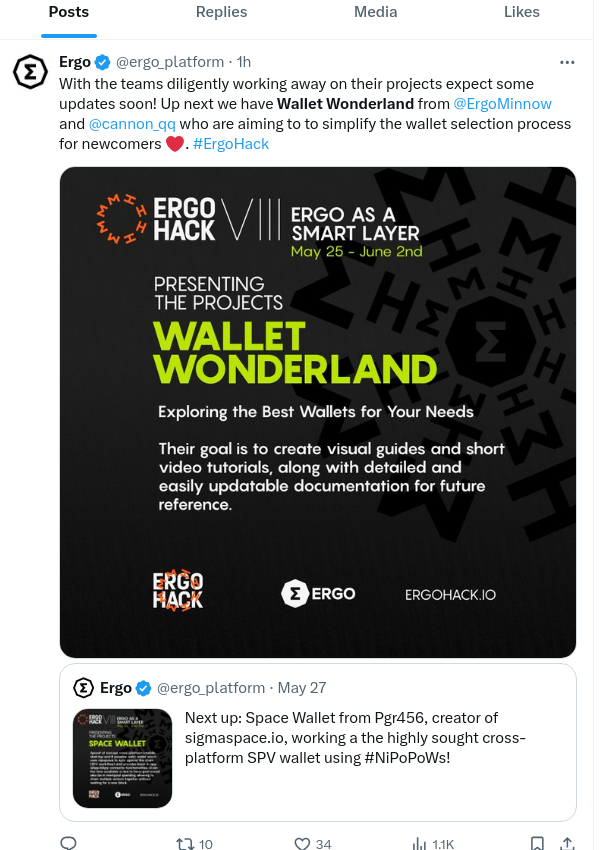 Posts Replies Media Likes
Ergo @ergo_platform · 1h
With the teams diligently working away on their projects expect some
updates soon! Up next we have Wallet Wonderland from @ErgoMinnow
and @cannon_qq who are aiming to to simplify the wallet selection process
for newcomers ❤️. #ErgoHack
ERGO
HACK
VIII
ERGO AS A
SMART LAYER
May 25 - June 2nd
PRESENTING
THE PROJECTS
WALLET
WONDERLAND
Exploring the Best Wallets for Your Needs
Their goal is to create visual guides and short
video tutorials, along with detailed and
easily updatable documentation for future
reference.
ERGO
HACK
ERGO
ERGOHACK.IO
Ergo @ergo_platform · May 27
Next up: Space Wallet from Pgr456, creator of
sigmaspace.io, working a the highly sought cross-
platform SPV wallet using #NiPoPoWs!
ERGO
HACK
PRESENTING
THE PROJECTS
SPACE WALLET
10 34 1.1K